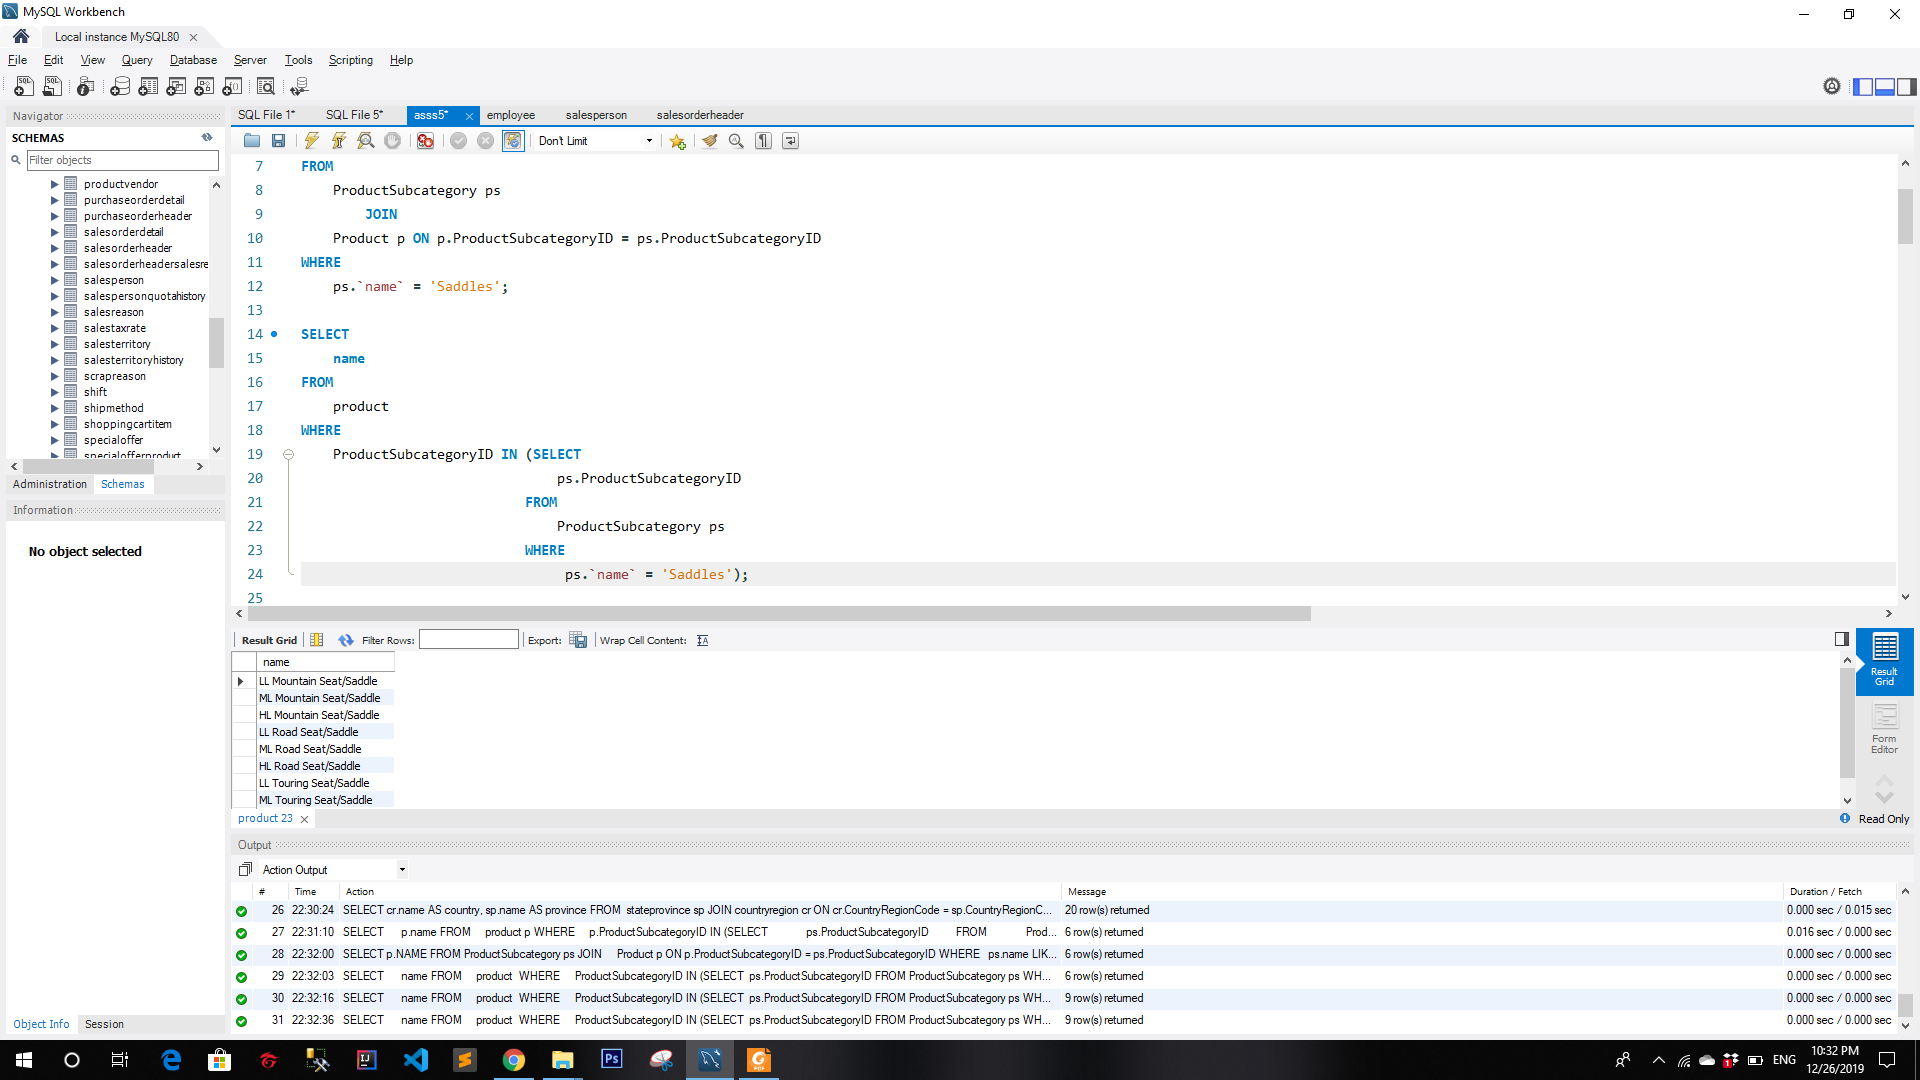 MySQL Workbench
Local instance MySQL80
File Edit View Query Database Server Tools Scripting Help
Navigator
SCHEMAS
Filter objects
productvendor
purchaseorderdetail
purchaseorderheader
salesorderdetail
salesorderheader
salesorderheadersalesre
salesperson
salespersonquotahistory
salesreason
salestaxrate
salesterritory
salesterritoryhistory
scrapreason
shift
shipmethod
shoppingcartitem
specialoffer
specialofferproduct
Administration Schemas
Information
No object selected
Object Info Session
SQL File 1* SQL File 5* asss5* employee salesperson salesorderheader
Don't Limit
7 FROM
8 ProductSubcategory ps
9 JOIN
10 Product p ON p.ProductSubcategoryID = ps.ProductSubcategoryID
11 WHERE
12 ps.`name` = 'Saddles';
13
14 SELECT
15 name
16 FROM
17 product
18 WHERE
19 ProductSubcategoryID IN (SELECT
20 ps.ProductSubcategoryID
21 FROM
22 ProductSubcategory ps
23 WHERE
24 ps.`name` = 'Saddles');
25
Result Grid Filter Rows: Export: Wrap Cell Content:
name
LL Mountain Seat/Saddle
ML Mountain Seat/Saddle
HL Mountain Seat/Saddle
LL Road Seat/Saddle
ML Road Seat/Saddle
HL Road Seat/Saddle
LL Touring Seat/Saddle
ML Touring Seat/Saddle
Result Grid
Form Editor
product 23
Read Only
Output
Action Output
# Time Action Message Duration / Fetch
26 22:30:24 SELECT cr.name AS country, sp.name AS province FROM stateprovince sp JOIN countryregion cr ON cr.CountryRegionCode = sp.CountryRegionC... 20 row(s) returned 0.000 sec / 0.015 sec
27 22:31:10 SELECT p.name FROM product p WHERE p.ProductSubcategoryID IN (SELECT ps.ProductSubcategoryID FROM Prod... 6 row(s) returned 0.016 sec / 0.000 sec
28 22:32:00 SELECT p.NAME FROM ProductSubcategory ps JOIN Product p ON p.ProductSubcategoryID = ps.ProductSubcategoryID WHERE ps.name LIK... 6 row(s) returned 0.000 sec / 0.000 sec
29 22:32:03 SELECT name FROM product WHERE ProductSubcategoryID IN (SELECT ps.ProductSubcategoryID FROM ProductSubcategory ps WH... 6 row(s) returned 0.000 sec / 0.000 sec
30 22:32:16 SELECT name FROM product WHERE ProductSubcategoryID IN (SELECT ps.ProductSubcategoryID FROM ProductSubcategory ps WH... 9 row(s) returned 0.000 sec / 0.000 sec
31 22:32:36 SELECT name FROM product WHERE ProductSubcategoryID IN (SELECT ps.ProductSubcategoryID FROM ProductSubcategory ps WH... 9 row(s) returned 0.000 sec / 0.000 sec
ENG
10:32 PM
12/26/2019